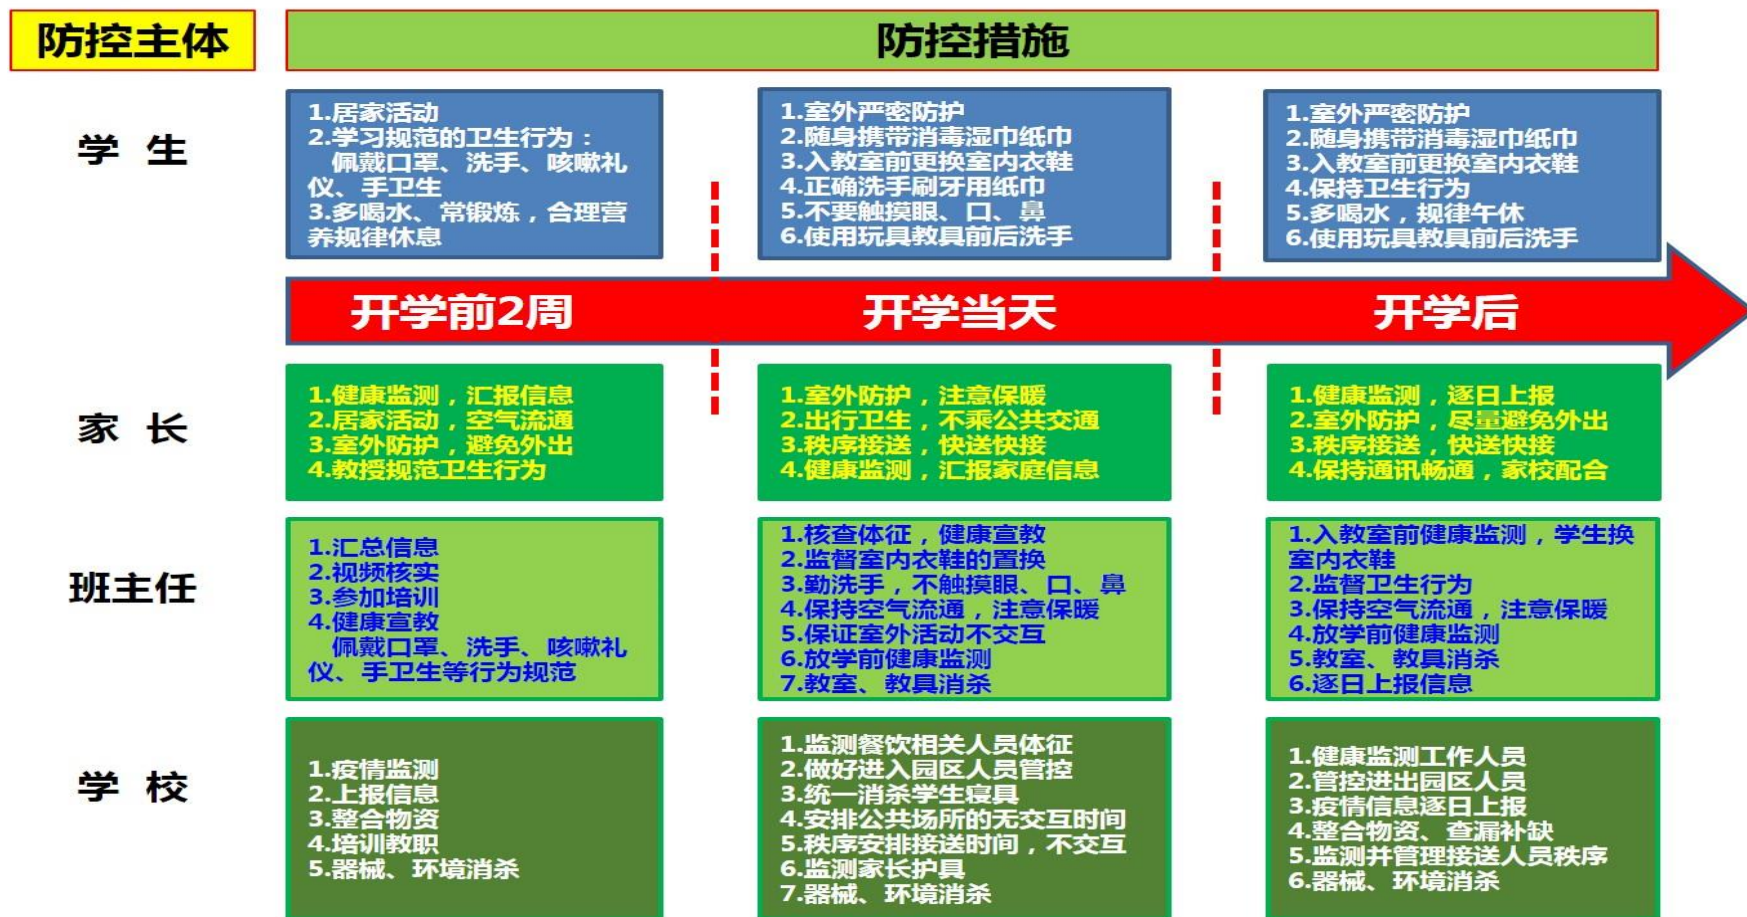 防控主体
防控措施
学 生
1.居家活动
2.学习规范的卫生行为：
佩戴口罩、洗手、咳嗽礼
仪、手卫生
3.多喝水、常锻炼，合理营
养规律休息
1.室外严密防护
2.随身携带消毒湿巾纸巾
3.入教室前更换室内衣鞋
4.正确洗手刷牙用纸巾
5.不要触摸眼、口、鼻
6.使用玩具教具前后洗手
1.室外严密防护
2.随身携带消毒湿巾纸巾
3.入教室前更换室内衣鞋
4.保持卫生行为
5.多喝水，规律午休
6.使用玩具教具前后洗手
开学前2周
开学当天
开学后
家 长
1.健康监测，汇报信息
2.居家活动，空气流通
3.室外防护，避免外出
4.教授规范卫生行为
1.室外防护，注意保暖
2.出行卫生，不乘公共交通
3.秩序接送，快送快接
4.健康监测，汇报家庭信息
1.健康监测，逐日上报
2.室外防护，尽量避免外出
3.秩序接送，快送快接
4.保持通讯畅通，家校配合
班主任
1.汇总信息
2.视频核实
3.参加培训
4.健康宣教
佩戴口罩、洗手、咳嗽礼
仪、手卫生等行为规范
1.核查体征，健康宣教
2.监督室内衣鞋的置换
3.勤洗手，不触摸眼、口、鼻
4.保持空气流通，注意保暖
5.保证室外活动不交互
6.放学前健康监测
7.教室、教具消杀
1.入教室前健康监测，学生换
室内衣鞋
2.监督卫生行为
3.保持空气流通，注意保暖
4.放学前健康监测
5.教室、教具消杀
6.逐日上报信息
学 校
1.疫情监测
2.上报信息
3.整合物资
4.培训教职
5.器械、环境消杀
1.监测餐饮相关人员体征
2.做好进入园区人员管控
3.统一消杀学生寝具
4.安排公共场所的无交互时间
5.秩序安排接送时间，不交互
6.监测家长护具
7.器械、环境消杀
1.健康监测工作人员
2.管控进出园区人员
3.疫情信息逐日上报
4.整合物资、查漏补缺
5.监测并管理接送人员秩序
6.器械、环境消杀